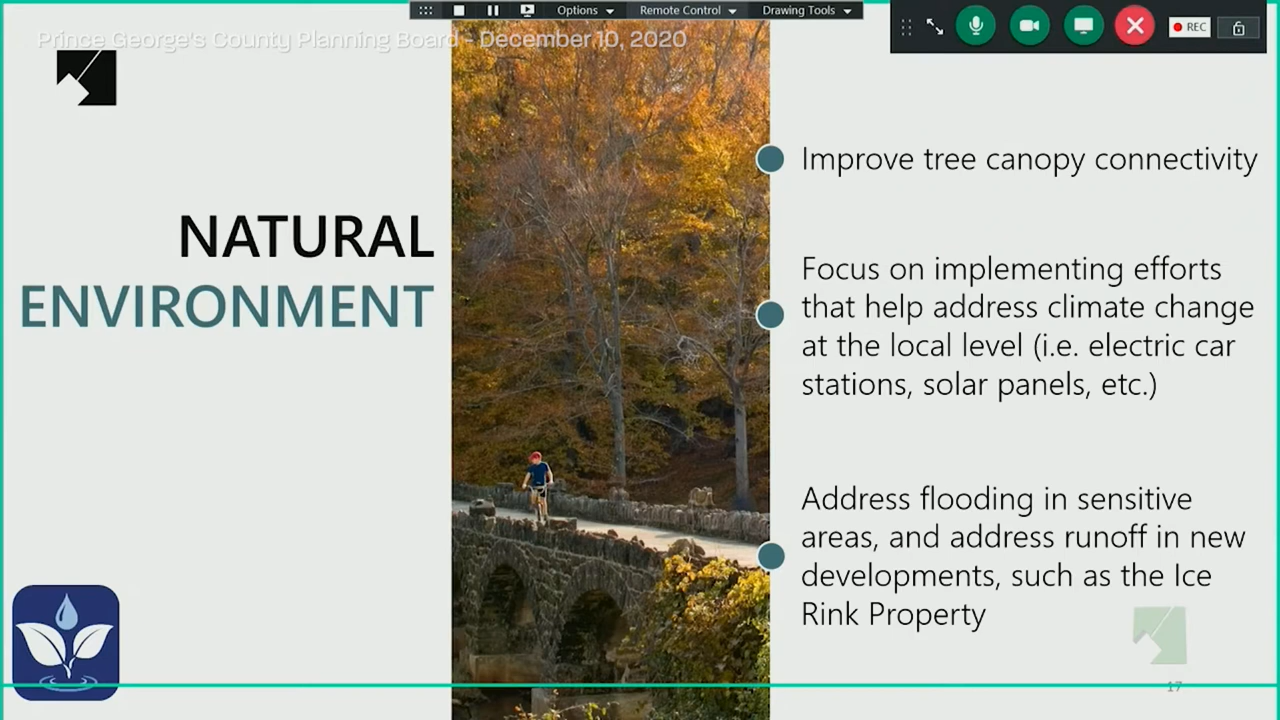 Options
Remote Control
Drawing Tools
REC
Prince George's County Planning Board - December 10, 2020
NATURAL
ENVIRONMENT
Improve tree canopy connectivity
Focus on implementing efforts
that help address climate change
at the local level (i.e. electric car
stations, solar panels, etc.)
Address flooding in sensitive
areas, and address runoff in new
developments, such as the Ice
Rink Property
17